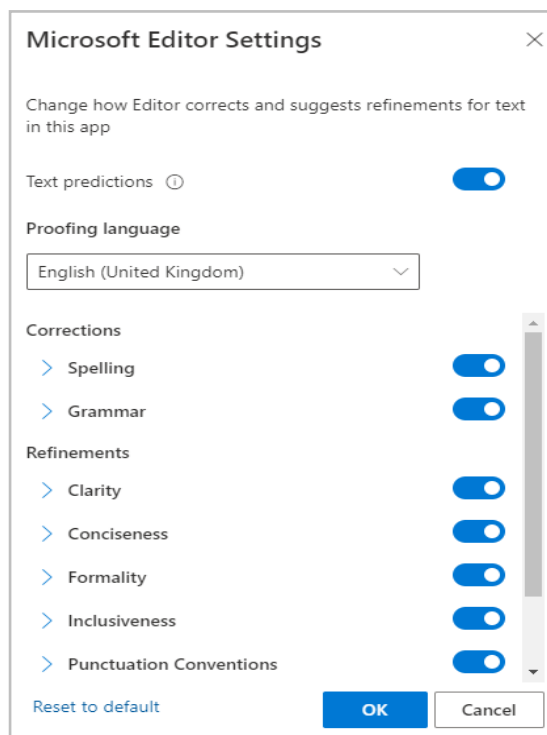 Microsoft Editor Settings
Change how Editor corrects and suggests refinements for text
in this app
Text predictions
Proofing language
English (United Kingdom)
Corrections
Spelling
Grammar
Refinements
Clarity
Conciseness
Formality
Inclusiveness
Punctuation Conventions
Reset to default
OK
Cancel